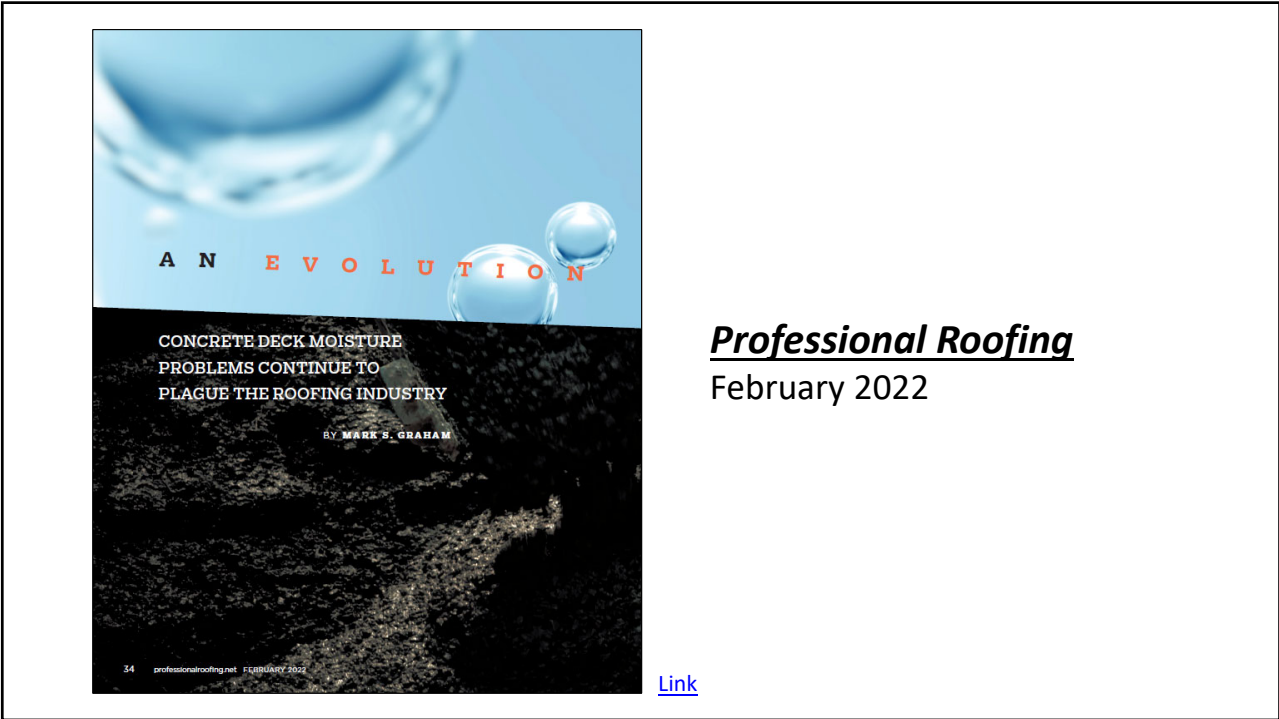 AN EVOLUTION
CONCRETE DECK MOISTURE
PROBLEMS CONTINUE TO
PLAGUE THE ROOFING INDUSTRY
BY MARK S. GRAHAM
34 professionalroofing.net FEBRUARY 2022
Professional Roofing
February 2022
Link